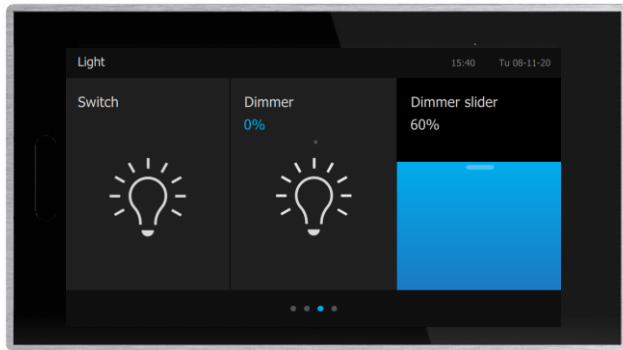 Light
15:40 Tu 08-11-20
Switch
Dimmer
0%
Dimmer slider
60%